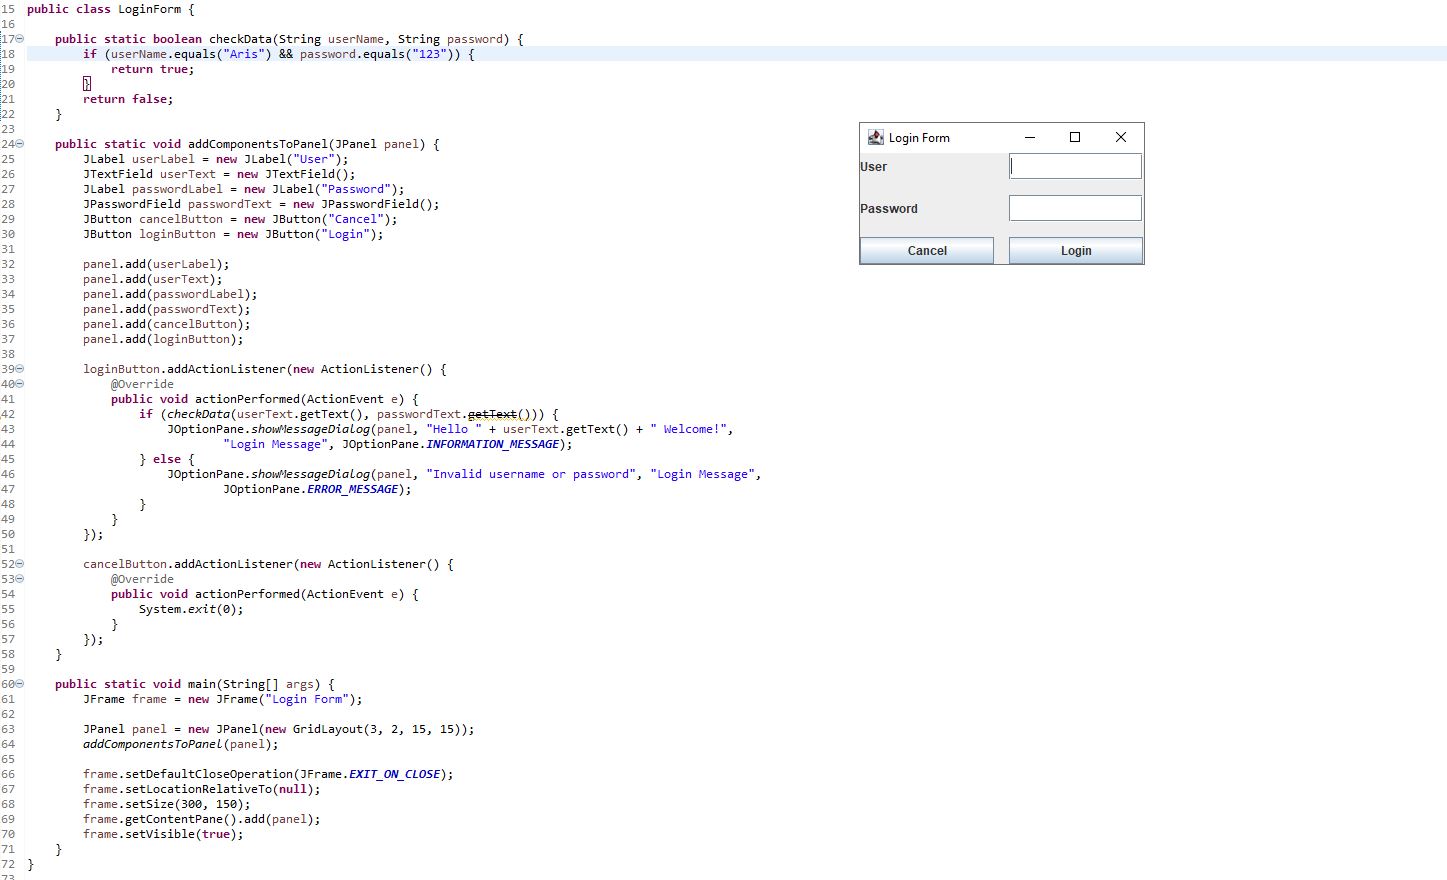 15 public class LoginForm {
16
17 public static boolean checkData(String userName, String password) {
18 if (userName.equals("Aris") && password.equals("123")) {
19 return true;
20 }
21 return false;
22 }
23
24 public static void addComponentsToPanel(JPanel panel) {
25 JLabel userLabel = new JLabel("User");
26 JTextField userText = new JTextField();
27 JLabel passwordLabel = new JLabel("Password");
28 JPasswordField passwordText = new JPasswordField();
29 JButton cancelButton = new JButton("Cancel");
30 JButton loginButton = new JButton("Login");
31
32 panel.add(userLabel);
33 panel.add(userText);
34 panel.add(passwordLabel);
35 panel.add(passwordText);
36 panel.add(cancelButton);
37 panel.add(loginButton);
38
39 loginButton.addActionListener(new ActionListener() {
40 @Override
41 public void actionPerformed(ActionEvent e) {
42 if (checkData(userText.getText(), passwordText.getText())) {
43 JOptionPane.showMessageDialog(panel, "Hello " + userText.getText() + " Welcome!",
44 "Login Message", JOptionPane.INFORMATION_MESSAGE);
45 } else {
46 JOptionPane.showMessageDialog(panel, "Invalid username or password", "Login Message",
47 JOptionPane.ERROR_MESSAGE);
48 }
49 }
50 });
51
52 cancelButton.addActionListener(new ActionListener() {
53 @Override
54 public void actionPerformed(ActionEvent e) {
55 System.exit(0);
56 }
57 });
58 }
59
60 public static void main(String[] args) {
61 JFrame frame = new JFrame("Login Form");
62
63 JPanel panel = new JPanel(new GridLayout(3, 2, 15, 15));
64 addComponentsToPanel(panel);
65
66 frame.setDefaultCloseOperation(JFrame.EXIT_ON_CLOSE);
67 frame.setLocationRelativeTo(null);
68 frame.setSize(300, 150);
69 frame.getContentPane().add(panel);
70 frame.setVisible(true);
71 }
72 }
73
Login Form
User
Password
Cancel Login